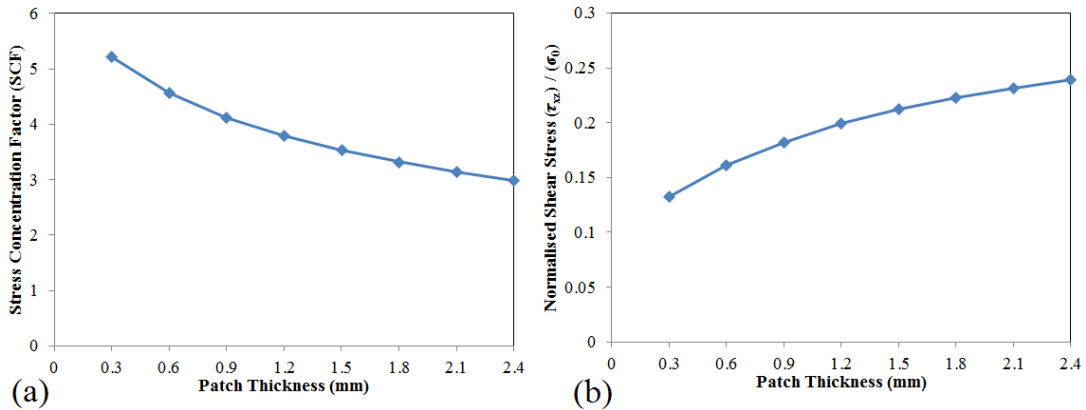 Stress Concentration Factor (SCF)
6
5
4
3
2
1
0
0 0.3 0.6 0.9 1.2 1.5 1.8 2.1 2.4
Patch Thickness (mm)
(a)
Normalised Shear Stress (τxz) / (σ0)
0.3
0.25
0.2
0.15
0.1
0.05
0
0 0.3 0.6 0.9 1.2 1.5 1.8 2.1 2.4
Patch Thickness (mm)
(b)